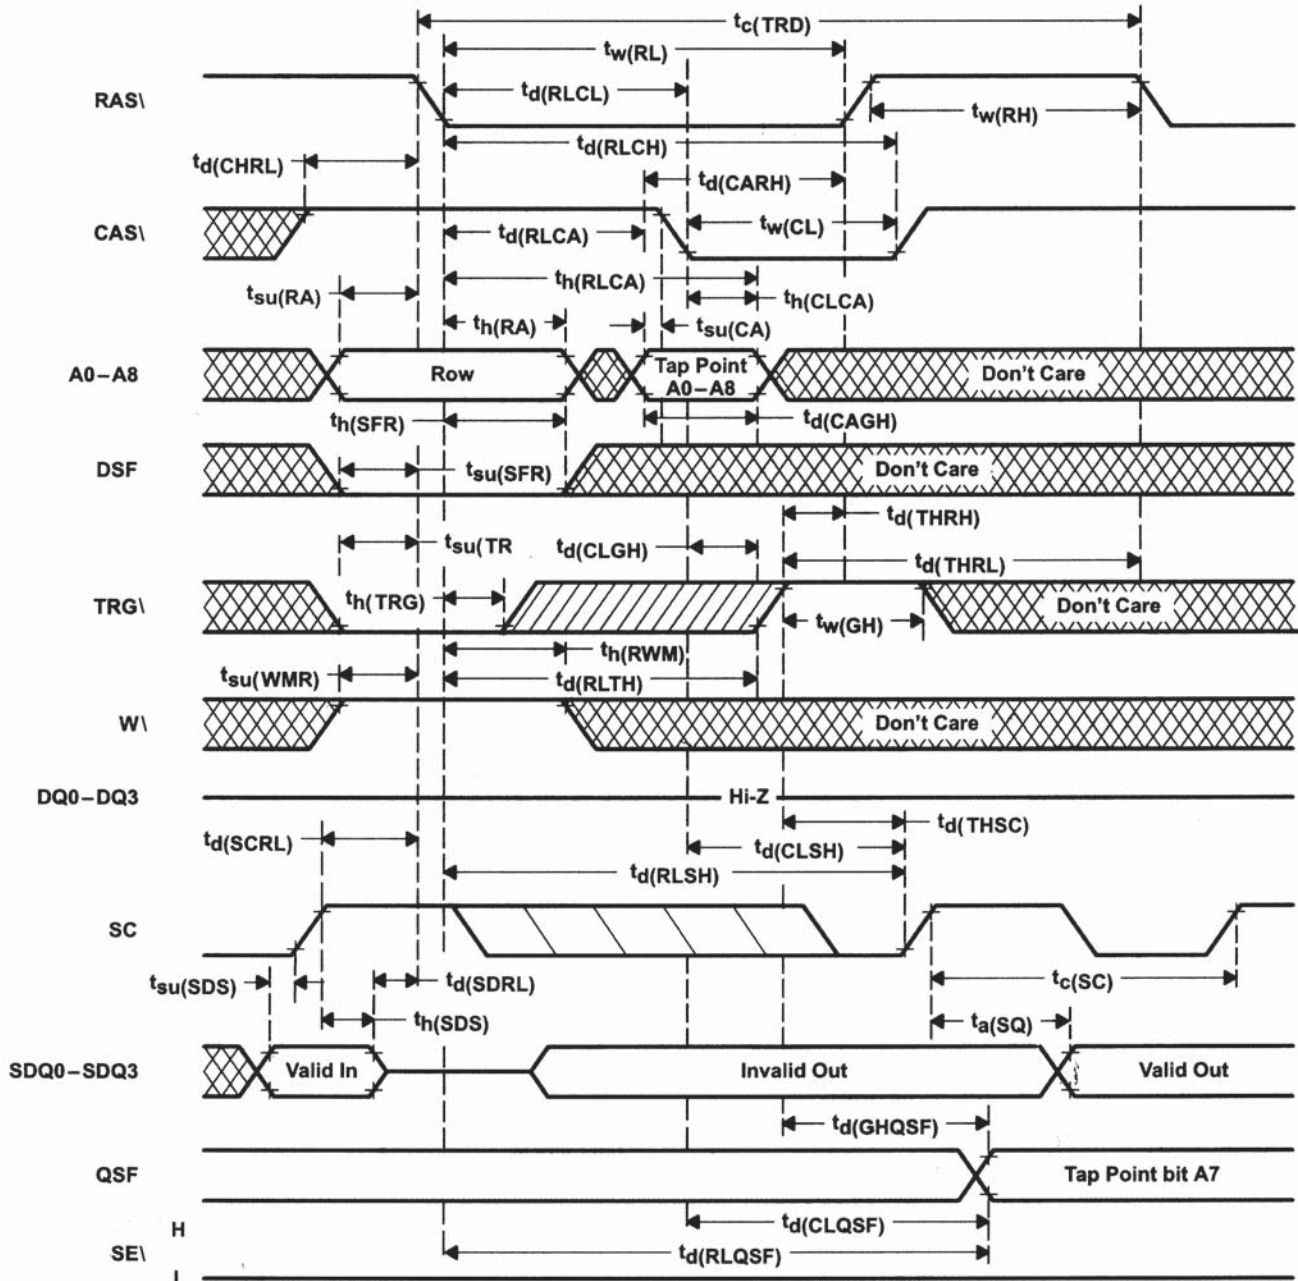 tc(TRD)
tw(RL)
td(RLCL)
RAS\
tw(RH)
td(RLCH)
td(CHRL)
td(CARH)
CAS\
tw(CL)
td(RLCA)
th(RLCA)
tsu(RA)
th(CLCA)
th(RA)
tsu(CA)
A0–A8
Row
Tap Point
A0–A8
Don't Care
th(SFR)
td(CAGH)
DSF
tsu(SFR)
Don't Care
td(THRH)
tsu(TR
td(CLGH)
td(THRL)
TRG\
th(TRG)
Don't Care
tw(GH)
th(RWM)
tsu(WMR)
td(RLTH)
W\
Don't Care
DQ0–DQ3
Hi-Z
td(SCRL)
td(THSC)
td(CLSH)
td(RLSH)
SC
tsu(SDS)
td(SDRL)
tc(SC)
th(SDS)
ta(SQ)
SDQ0–SDQ3
Valid In
Invalid Out
Valid Out
td(GHQSF)
QSF
Tap Point bit A7
H
td(CLQSF)
SE\
td(RLQSF)